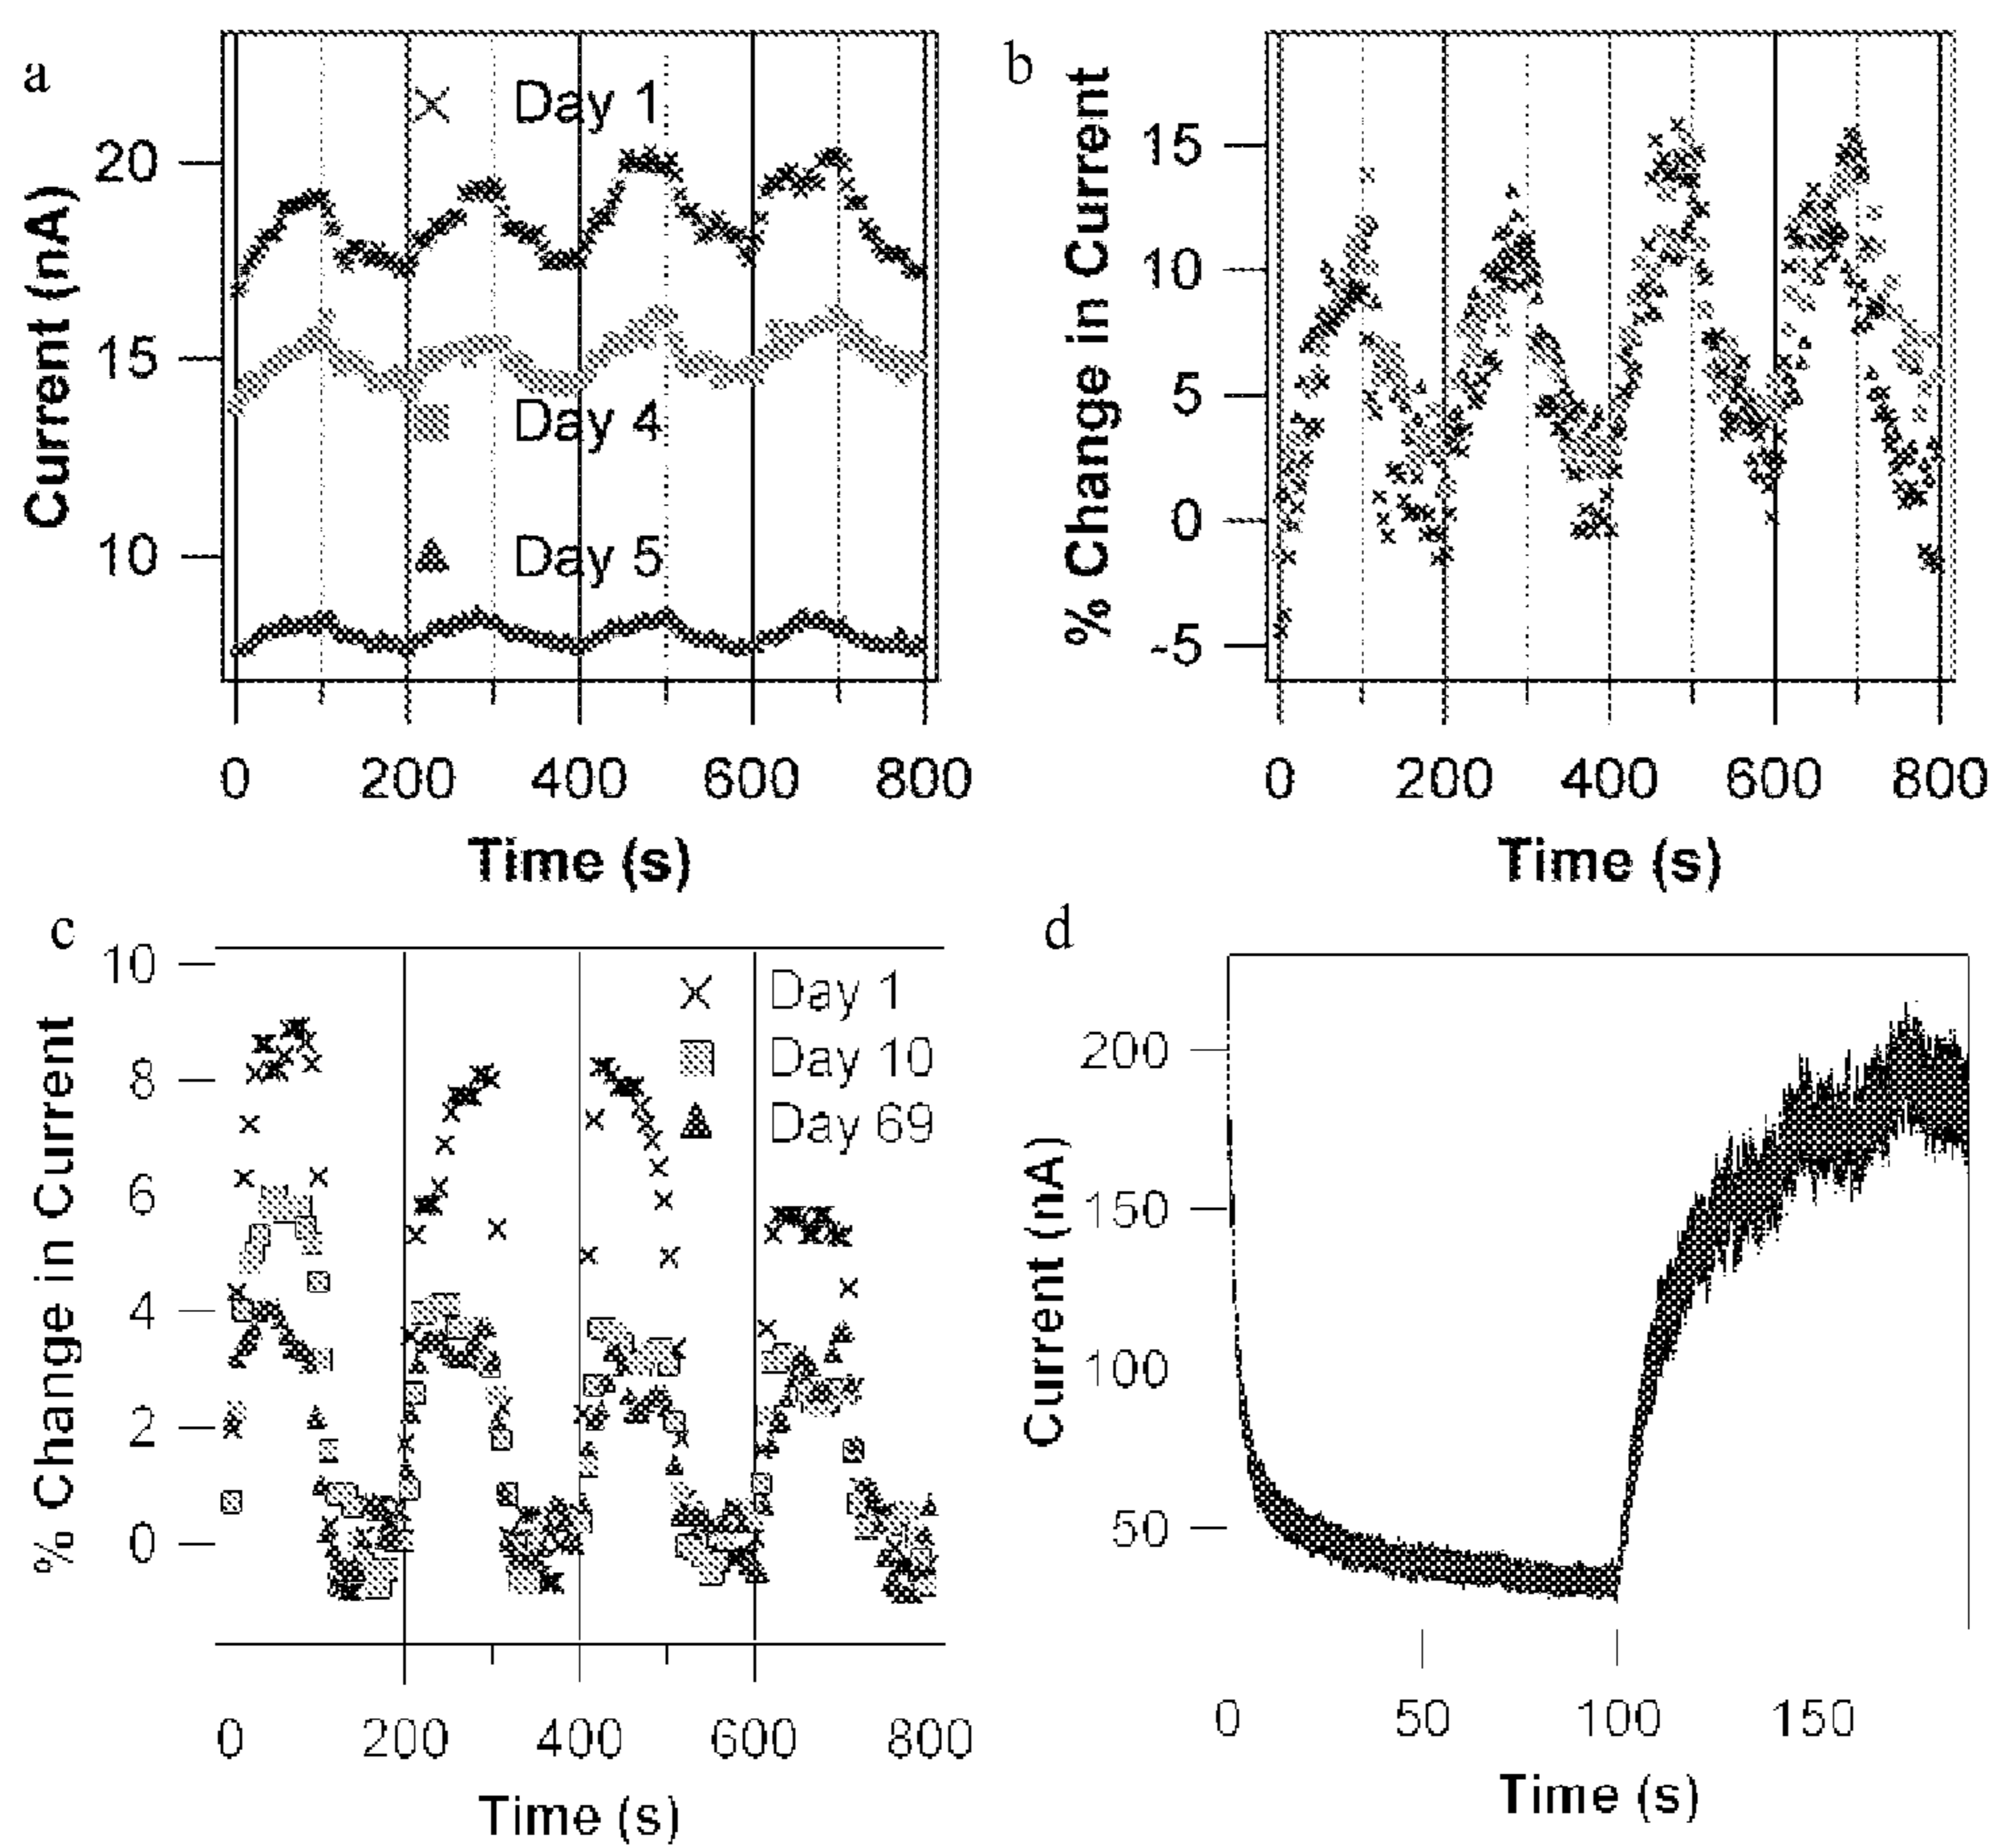 a
Current (nA)
20
15
10
Day 1
Day 4
Day 5
0 200 400 600 800
Time (s)
b
% Change in Current
15
10
5
0
-5
0 200 400 600 800
Time (s)
c
% Change in Current
10
8
6
4
2
0
Day 1
Day 10
Day 69
0 200 400 600 800
Time (s)
d
Current (nA)
200
150
100
50
0 50 100 150
Time (s)